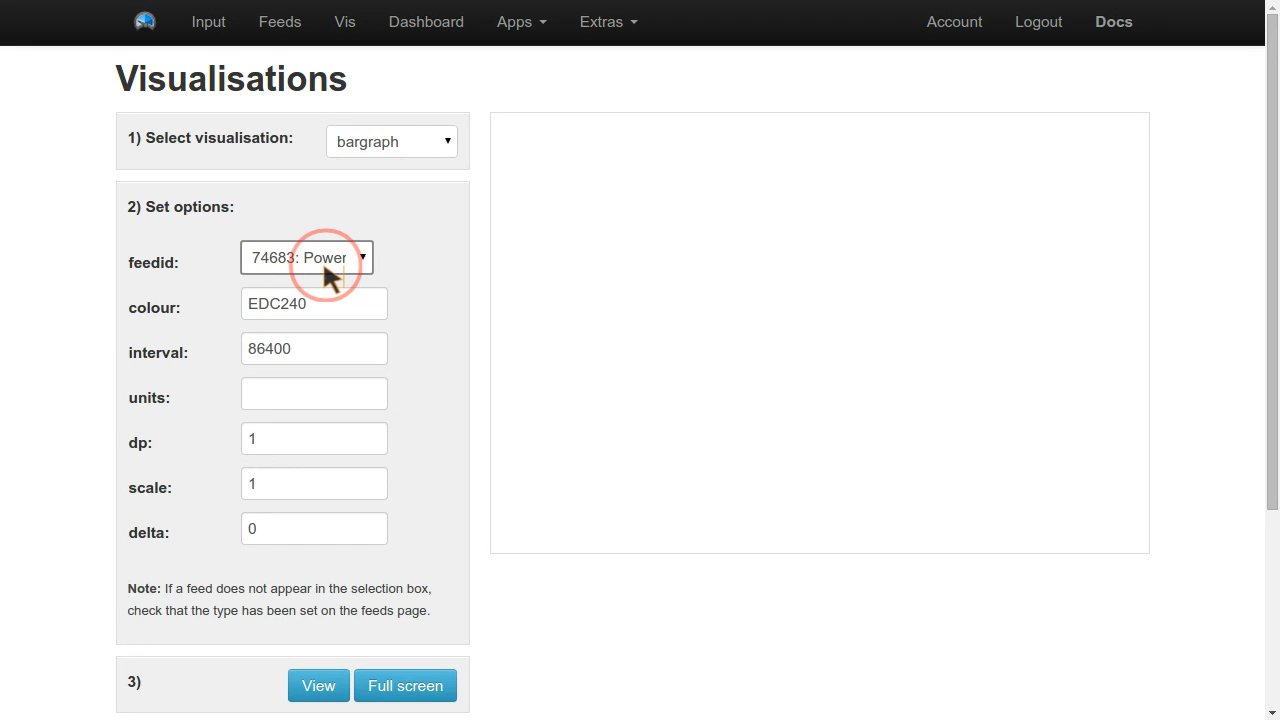 Input Feeds Vis Dashboard Apps Extras Account Logout Docs
Visualisations
1) Select visualisation: bargraph
2) Set options:
feedid: 74683: Power
colour: EDC240
interval: 86400
units:
dp: 1
scale: 1
delta: 0
Note: If a feed does not appear in the selection box,
check that the type has been set on the feeds page.
3) View Full screen